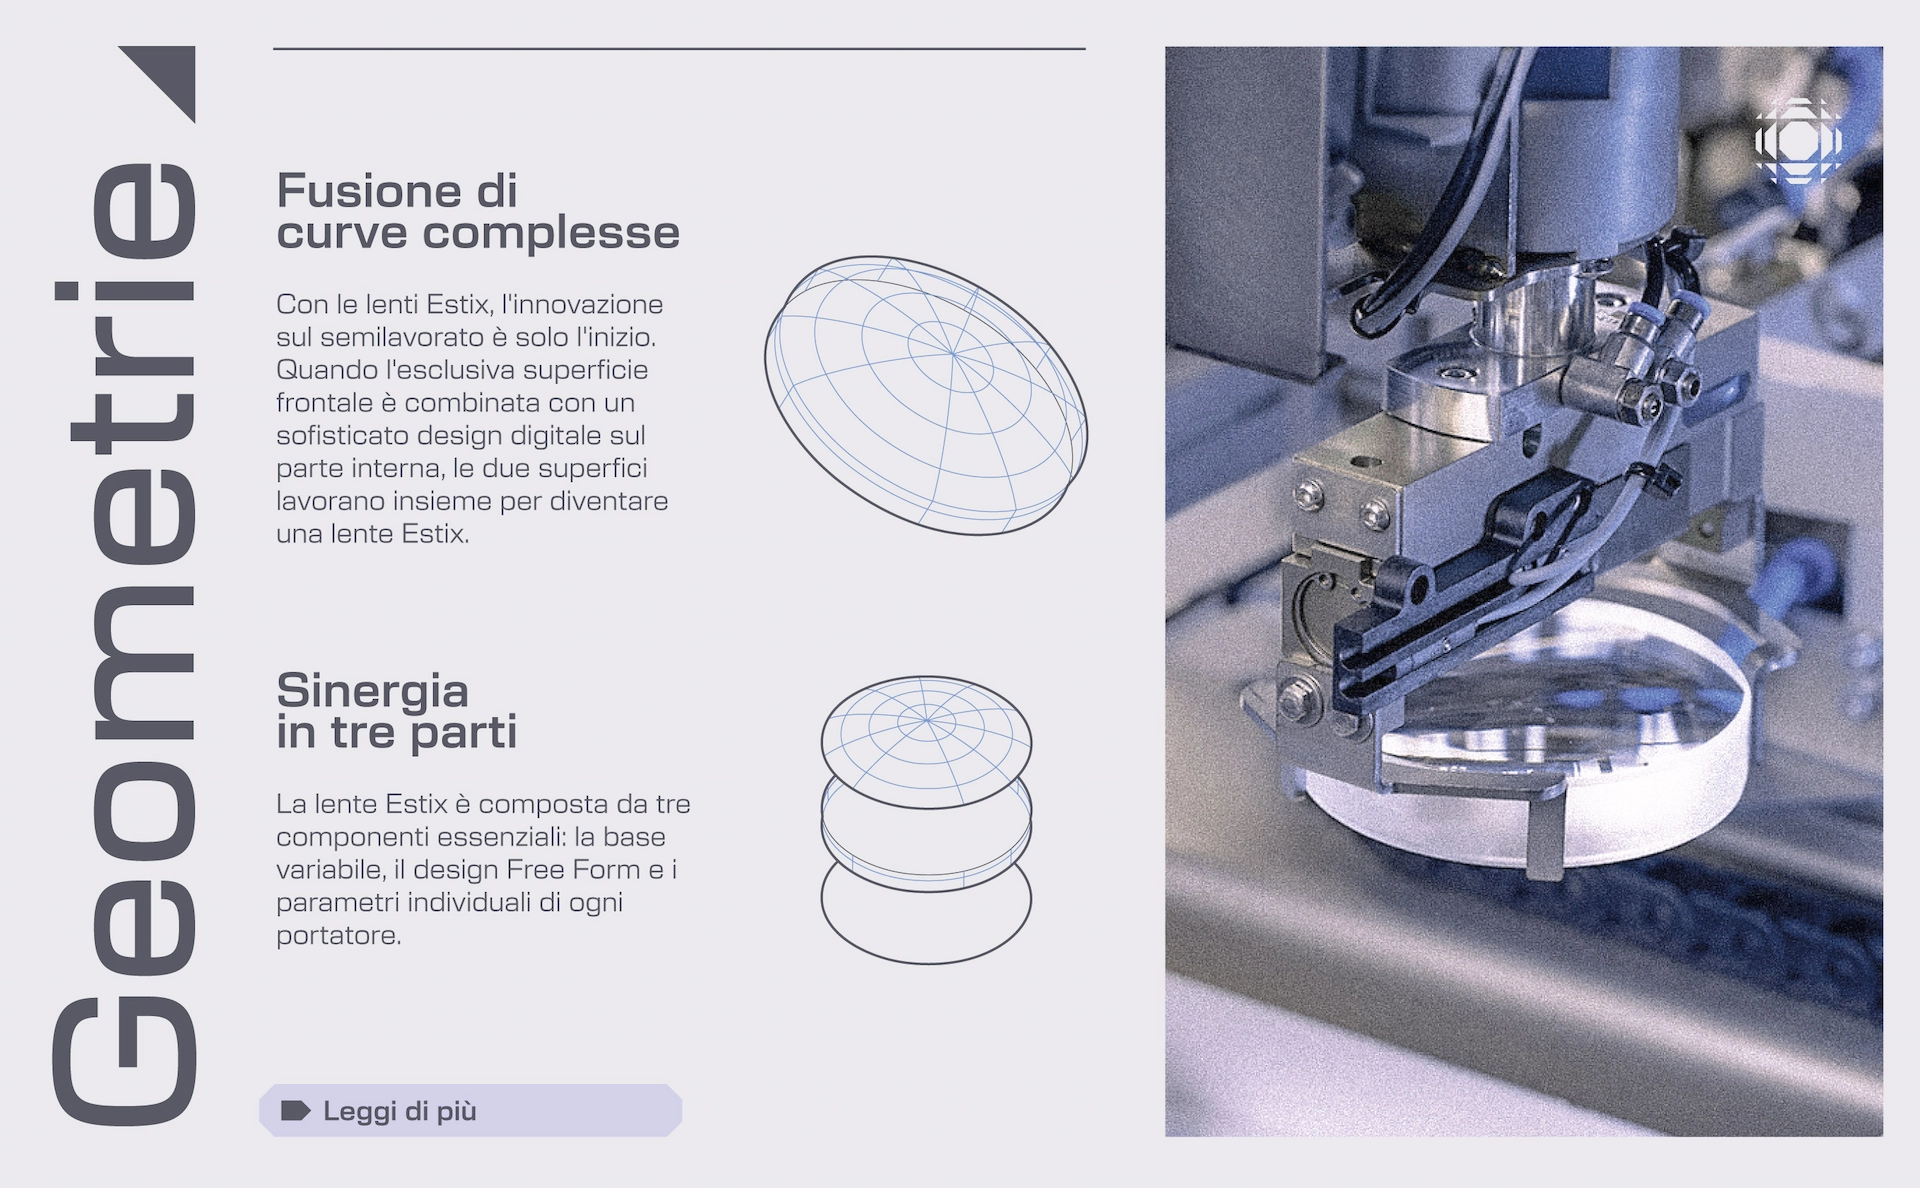 Geometrie
Fusione di
curve complesse
Con le lenti Estix, l'innovazione
sul semilavorato è solo l'inizio.
Quando l'esclusiva superficie
frontale è combinata con un
sofisticato design digitale sul
parte interna, le due superfici
lavorano insieme per diventare
una lente Estix.
Sinergia
in tre parti
La lente Estix è composta da tre
componenti essenziali: la base
variabile, il design Free Form e i
parametri individuali di ogni
portatore.
Leggi di più